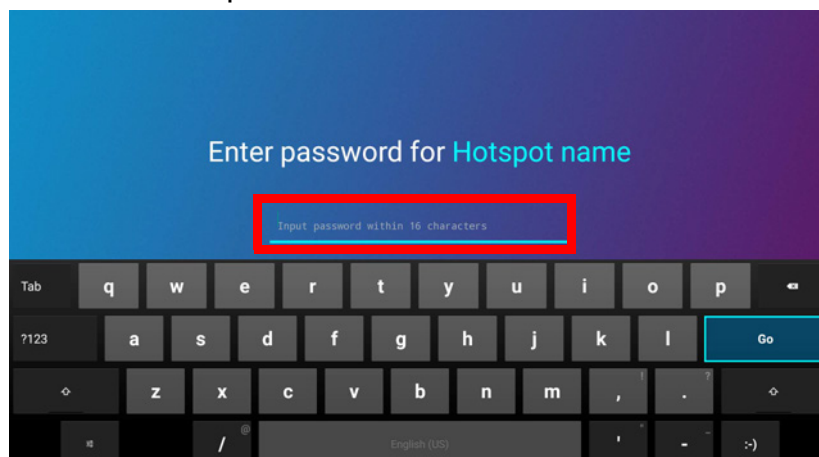 Enter password for Hotspot name
Input password within 16 characters
Tab q w e r t y u i o p
?123 a s d f g h j k l Go
z x c v b n m , ! . ?
/ @ English (US) ' - :-)